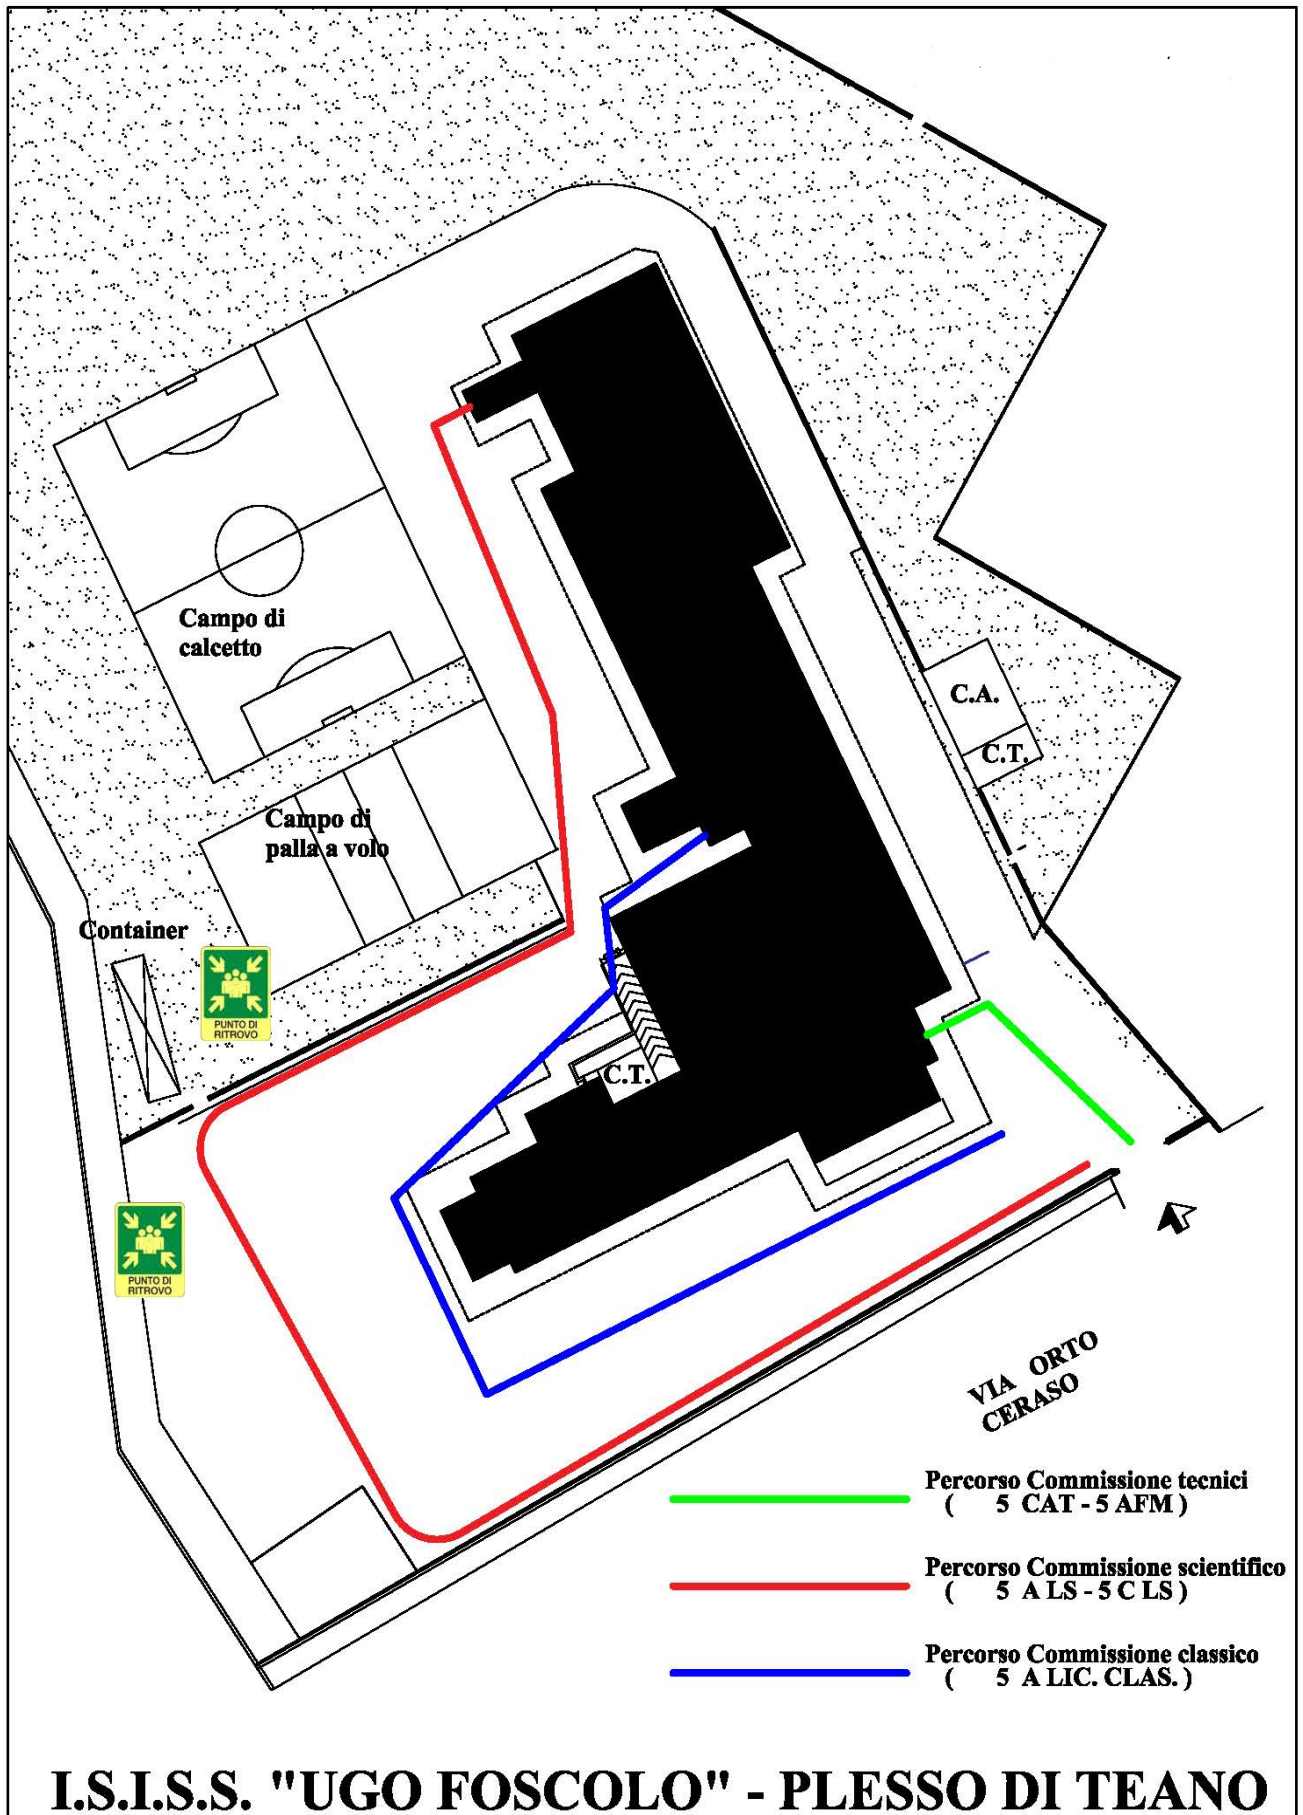 Campo di
calcetto
C.A.
C.T.
Campo di
palla a volo
Container
PUNTO DI
RITROVO
C.T.
PUNTO DI
RITROVO
VIA ORTO
CERASO
Percorso Commissione tecnici
( 5 CAT - 5 AFM )
Percorso Commissione scientifico
( 5 A LS - 5 C LS )
Percorso Commissione classico
( 5 A LIC. CLAS. )
I.S.I.S.S. "UGO FOSCOLO" - PLESSO DI TEANO